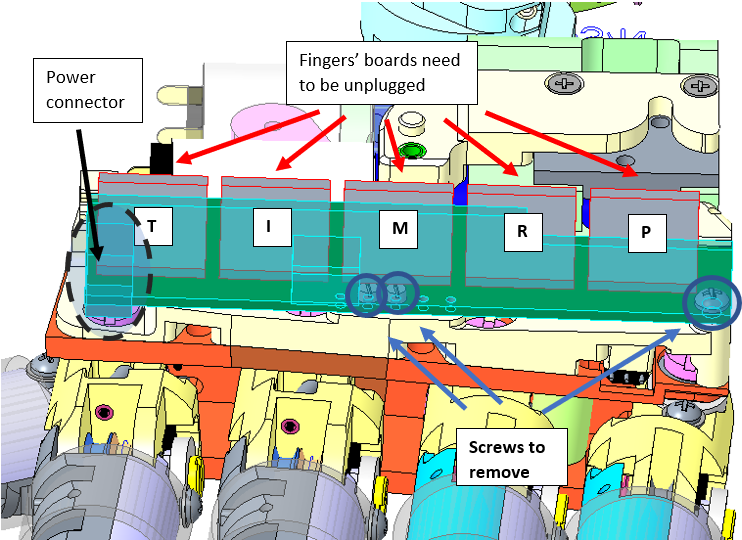 Fingers' boards need
to be unplugged
Power
connector
T
I
M
R
P
Screws to
remove